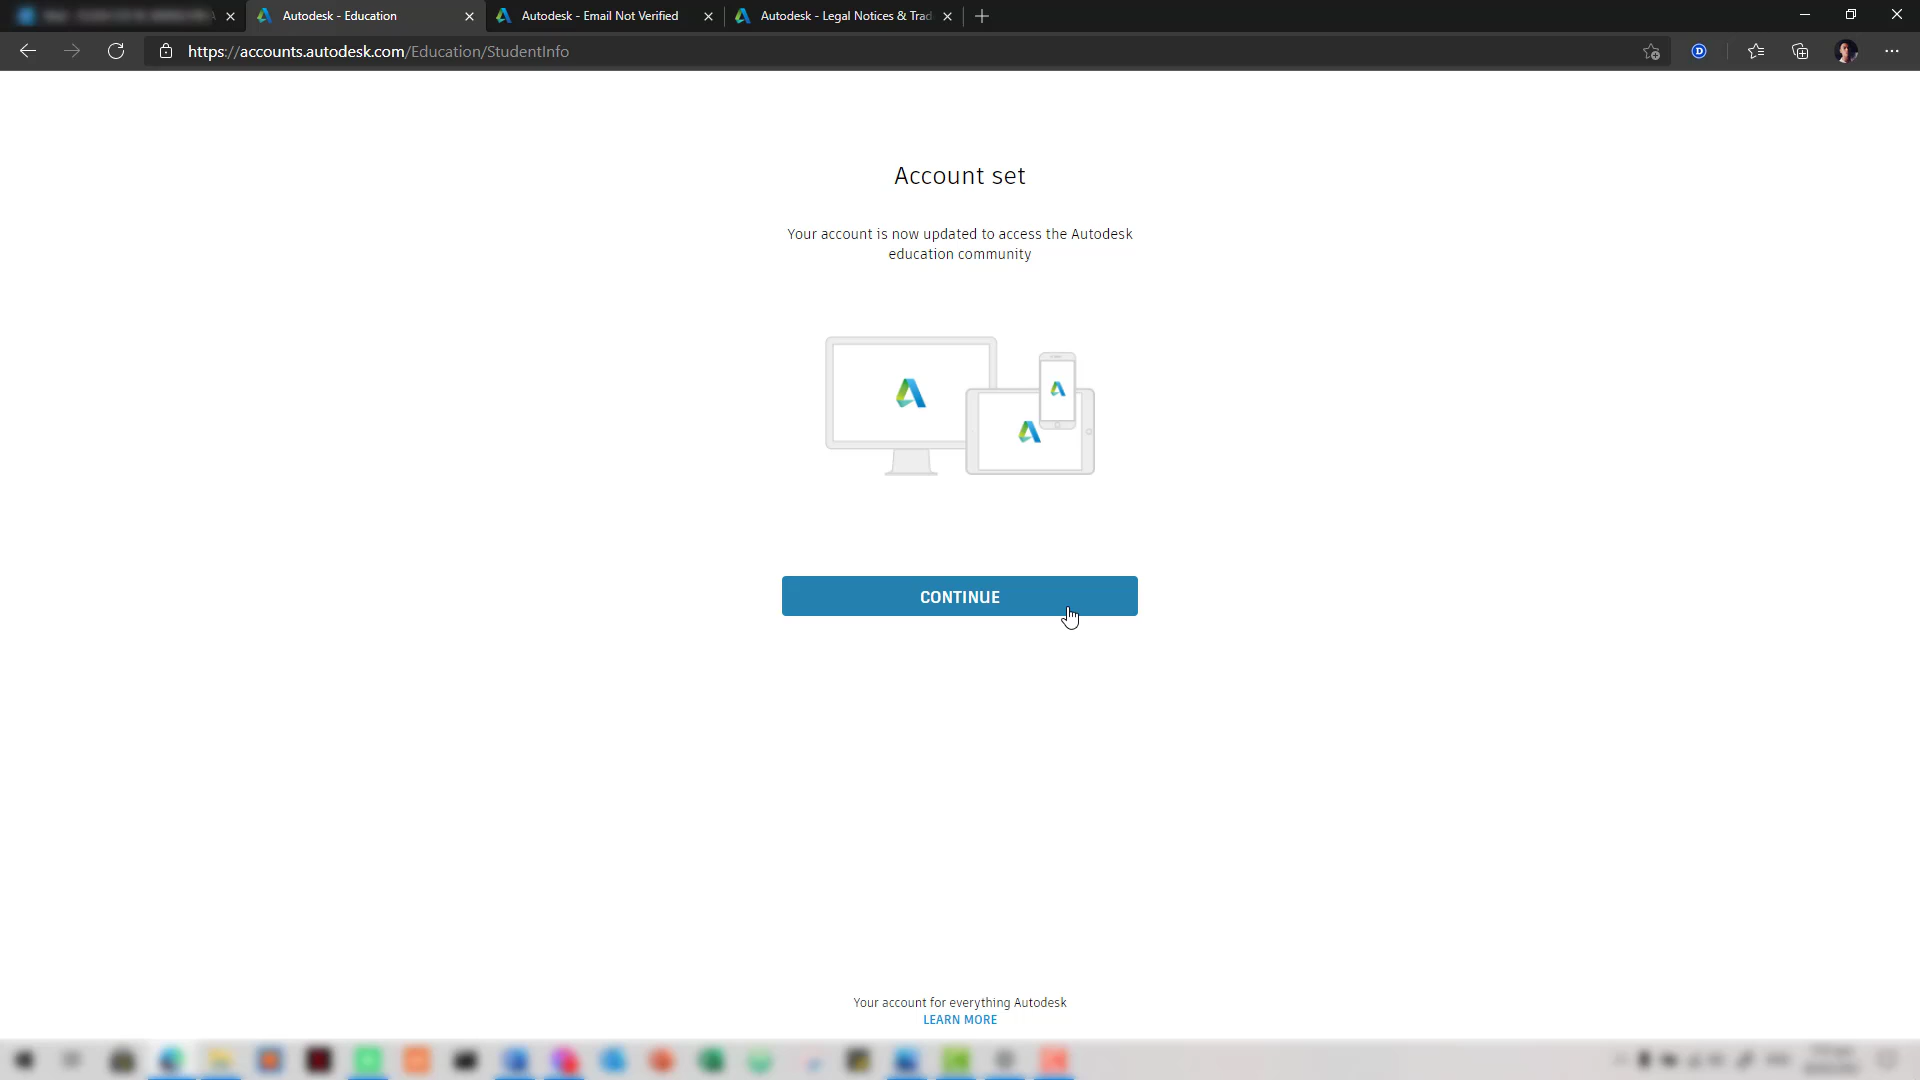 Autodesk - Education
Autodesk - Email Not Verified
Autodesk - Legal Notices & Trad
https://accounts.autodesk.com/Education/StudentInfo
D
Account set
Your account is now updated to access the Autodesk
education community
CONTINUE
Your account for everything Autodesk
LEARN MORE